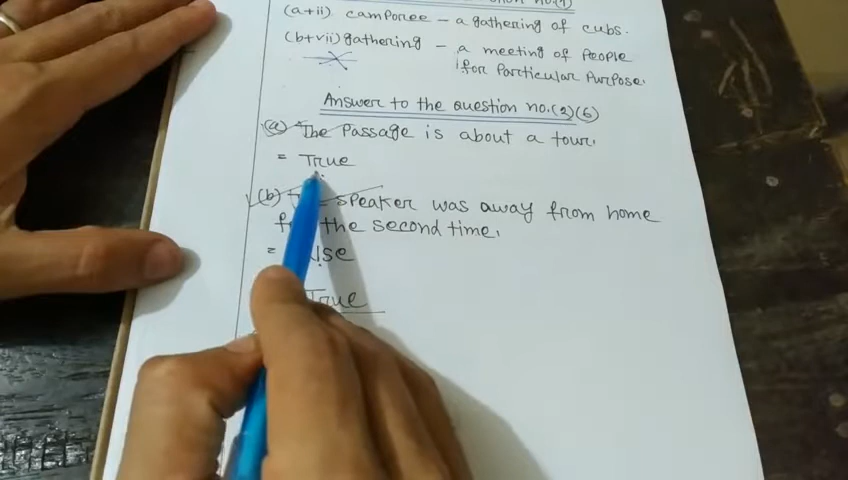 (a+ii) camporee - a gathering of cubs.
(b+vii) gathering - a meeting of People
for Particular Purpose.
Answer to the question no.(2)(6)
(a) The Passage is about a tour.
= True
(b) speaker was away from home
the second time.
=
True